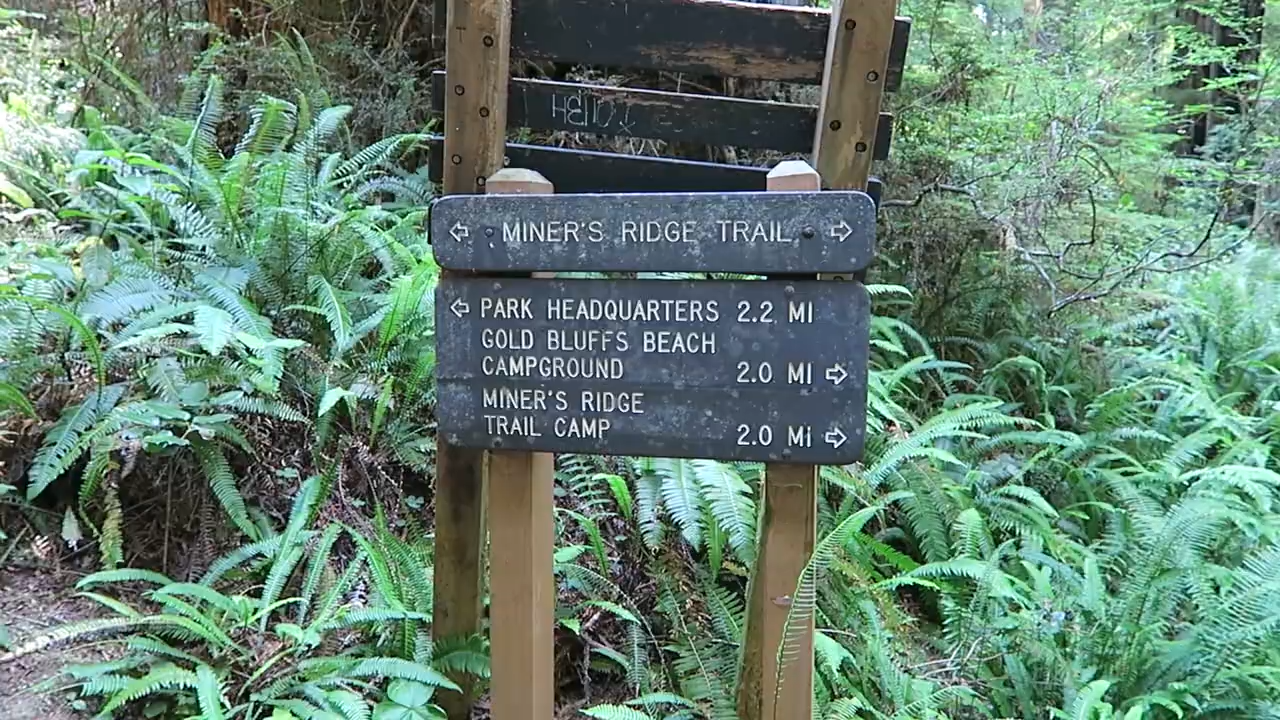 MINER'S RIDGE TRAIL
PARK HEADQUARTERS 2.2 MI
GOLD BLUFFS BEACH
CAMPGROUND 2.0 MI
MINER'S RIDGE
TRAIL CAMP 2.0 Mi